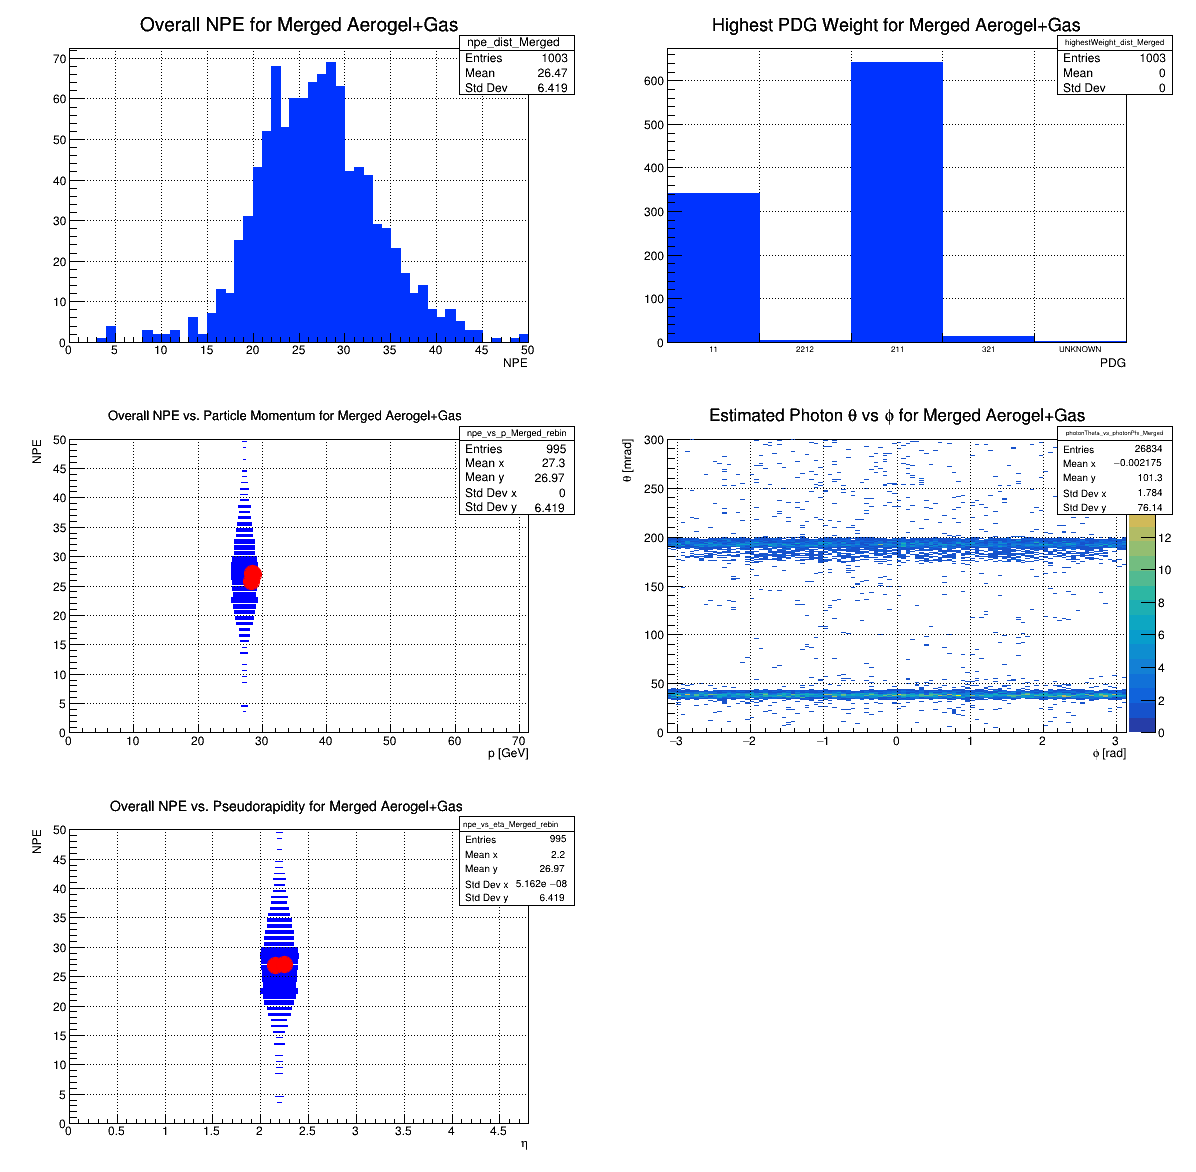 Overall NPE for Merged Aerogel+Gas
npe_dist_Merged
Entries 1003
Mean 26.47
Std Dev 6.419
70
60
50
40
30
20
10
0
0 5 10 15 20 25 30 35 40 45 50
NPE
Highest PDG Weight for Merged Aerogel+Gas
highestWeight_dist_Merged
Entries 1003
Mean 0
Std Dev 0
600
500
400
300
200
100
0
11 2212 211 321 UNKNOWN
PDG
Overall NPE vs. Particle Momentum for Merged Aerogel+Gas
npe_vs_p_Merged_rebin
Entries 995
Mean x 27.3
Mean y 26.97
Std Dev x 0
Std Dev y 6.419
NPE
50
45
40
35
30
25
20
15
10
5
0
0 10 20 30 40 50 60 70
p [GeV]
Estimated Photon θ vs ϕ for Merged Aerogel+Gas
photonTheta_vs_photonPhi_Merged
Entries 26834
Mean x −0.002175
Mean y 101.3
Std Dev x 1.784
Std Dev y 76.14
θ [mrad]
300
250
200
150
100
50
0
−3 −2 −1 0 1 2 3
ϕ [rad]
12
10
8
6
4
2
0
Overall NPE vs. Pseudorapidity for Merged Aerogel+Gas
npe_vs_eta_Merged_rebin
Entries 995
Mean x 2.2
Mean y 26.97
Std Dev x 5.162e −08
Std Dev y 6.419
NPE
50
45
40
35
30
25
20
15
10
5
0
0 0.5 1 1.5 2 2.5 3 3.5 4 4.5
η